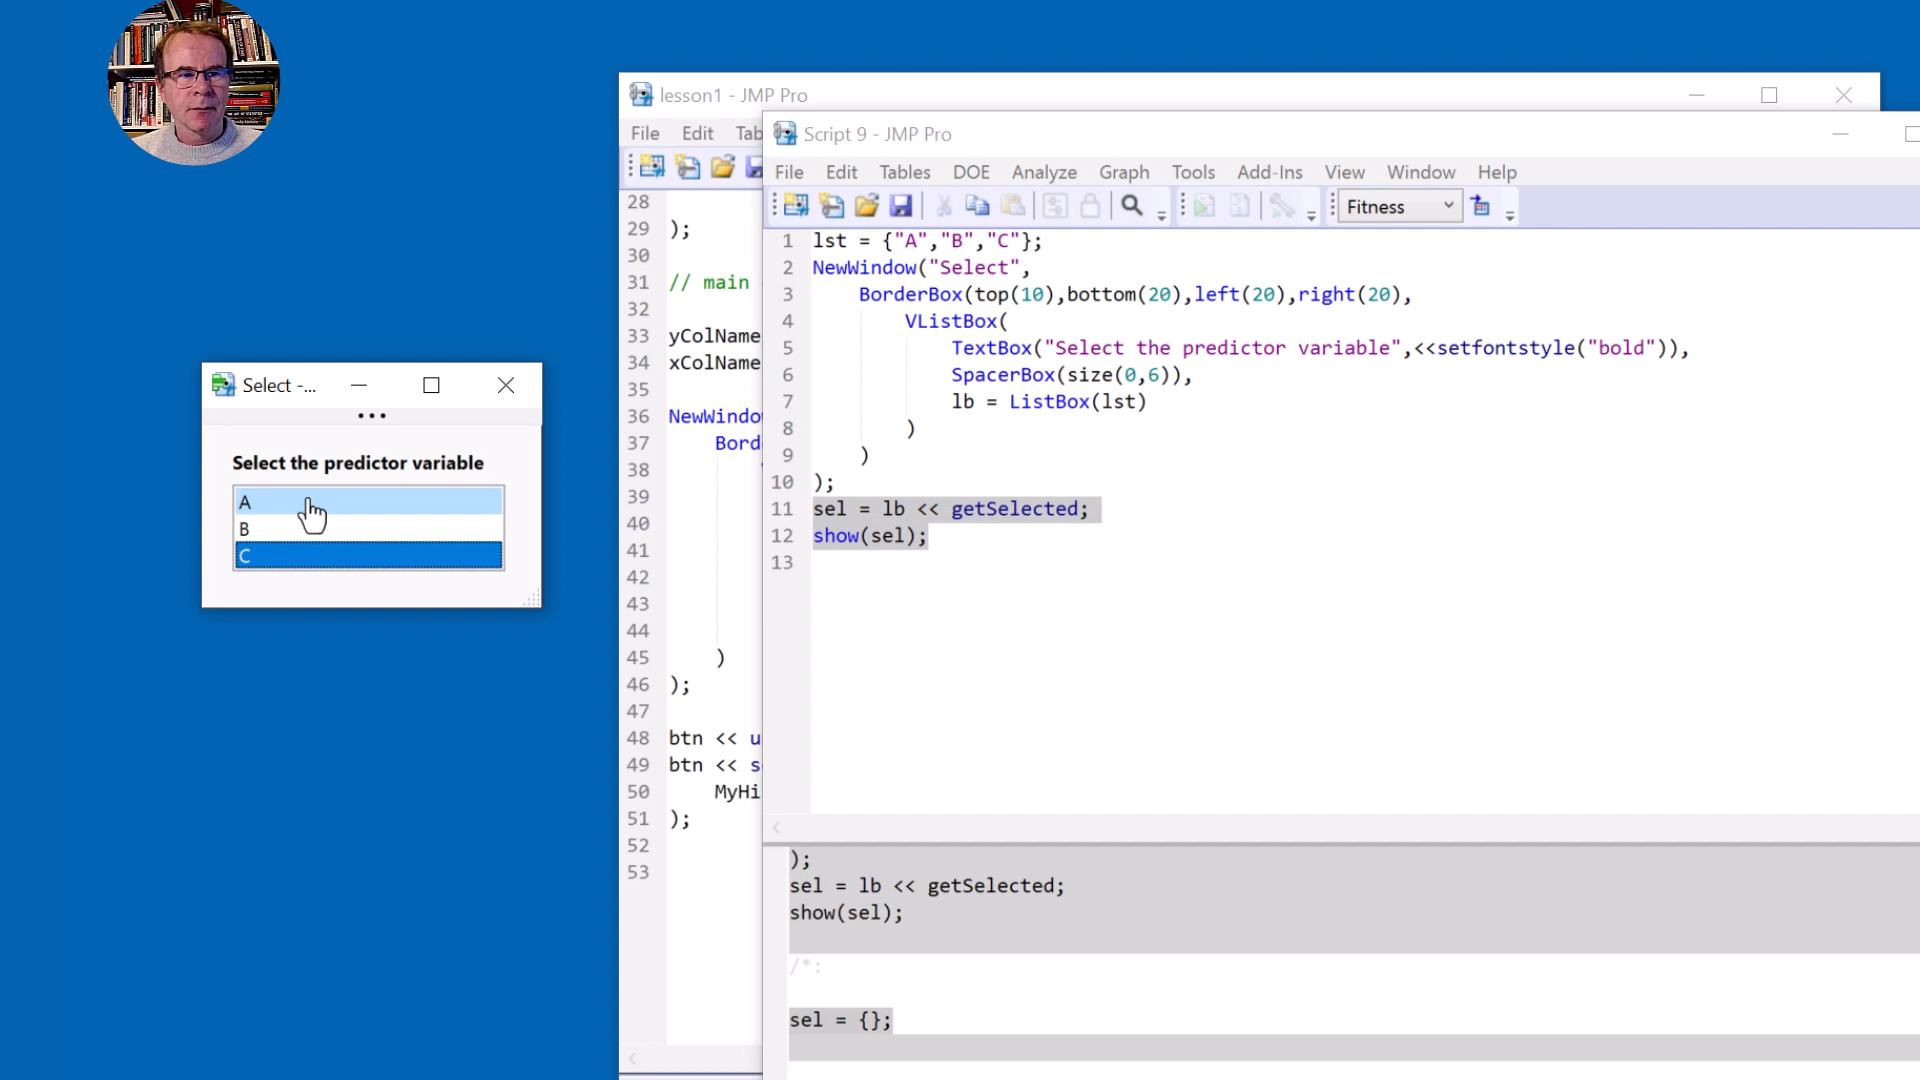 lesson1 - JMP Pro
File Edit Tab
28
29 );
30
31 // main
32
33 yColName
34 xColName
35
36 NewWindo
37 Bord
38
39
40
41
42
43
44
45 )
46 );
47
48 btn << u
49 btn << s
50 MyHi
51 );
52
53
Script 9 - JMP Pro
File Edit Tables DOE Analyze Graph Tools Add-Ins View Window Help
Fitness
1 lst = {"A","B","C"};
2 NewWindow("Select",
3 BorderBox(top(10),bottom(20),left(20),right(20),
4 VListBox(
5 TextBox("Select the predictor variable",<<setfontstyle("bold")),
6 SpacerBox(size(0,6)),
7 lb = ListBox(lst)
8 )
9 )
10 );
11 sel = lb << getSelected;
12 show(sel);
13
);
sel = lb << getSelected;
show(sel);
/*:
sel = {};
Select -...
Select the predictor variable
A
B
C